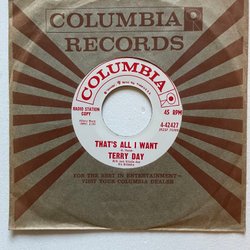 COLUMBIA
RECORDS
COLUMBIA
RADIO STATION
COPY
45 RPM
4-42427
THAT'S ALL I WANT
TERRY DAY
FOR THE BEST IN ENTERTAINMENT—
VISIT YOUR COLUMBIA DEALER